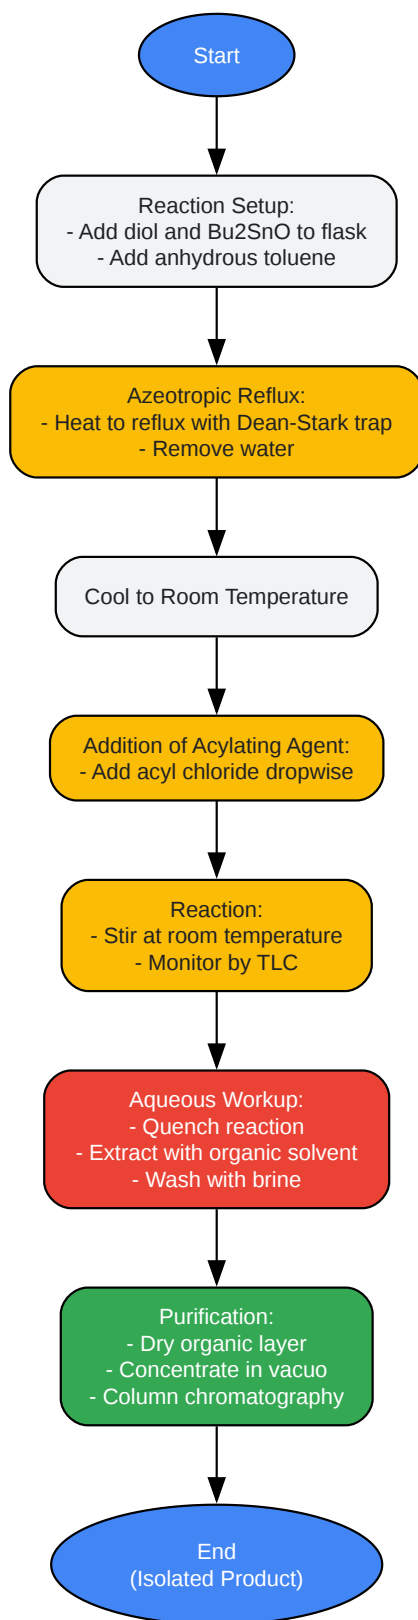 Start
Reaction Setup:
- Add diol and Bu2SnO to flask
- Add anhydrous toluene
Azeotropic Reflux:
- Heat to reflux with Dean-Stark trap
- Remove water
Cool to Room Temperature
Addition of Acylating Agent:
- Add acyl chloride dropwise
Reaction:
- Stir at room temperature
- Monitor by TLC
Aqueous Workup:
- Quench reaction
- Extract with organic solvent
- Wash with brine
Purification:
- Dry organic layer
- Concentrate in vacuo
- Column chromatography
End
(Isolated Product)